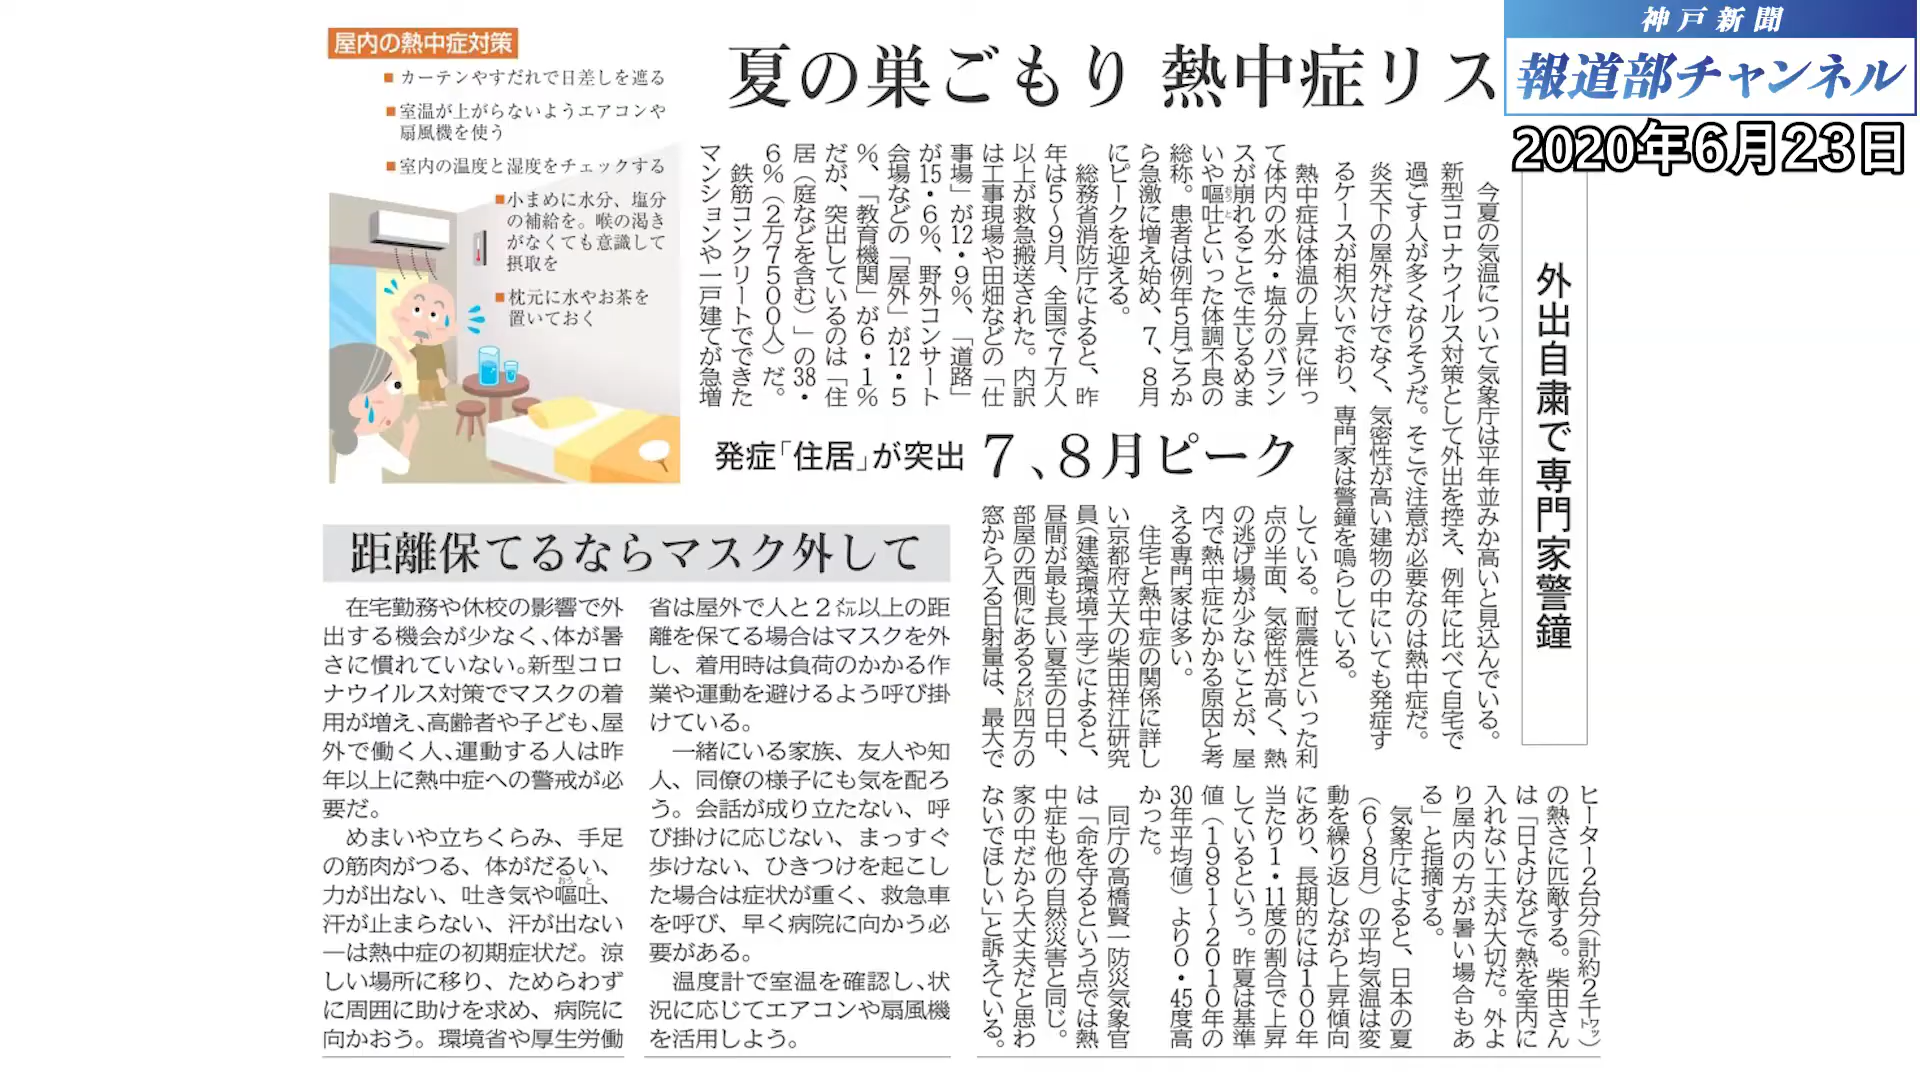 神戸新聞
報道部チャンネル
2020年6月23日
夏の巣ごもり 熱中症リス
外出自粛で専門家警鐘
今夏の気温について気象庁は平年並みか高いと見込んでいる。
新型コロナウイルス対策として外出を控え、例年に比べて自宅で
過ごす人が多くなりそうだ。そこで注意が必要なのは熱中症だ。
炎天下の屋外だけでなく、気密性が高い建物の中にいても発症す
るケースが相次いでおり、専門家は警鐘を鳴らしている。
熱中症は体温の上昇に伴っ
て体内の水分・塩分のバラン
スが崩れることで生じるめま
いや嘔吐といった体調不良の
総称。患者は例年5月ごろか
ら急激に増え始め、7、8月
にピークを迎える。
総務省消防庁によると、昨
年は5〜9月、全国で7万人
以上が救急搬送された。内訳
は工事現場や田畑などの「仕
事場」が12・9%、「道路」
が15・6%、野外コンサート
会場などの「屋外」が12・5
%、「教育機関」が6・1%
だが、突出しているのは「住
居(庭などを含む)」の38・
6%(2万7500人)だ。
鉄筋コンクリートでできた
マンションや一戸建てが急増
発症「住居」が突出 7、8月ピーク
している。耐震性といった利
点の半面、気密性が高く、熱
の逃げ場が少ないことが、屋
内で熱中症にかかる原因と考
える専門家は多い。
住宅と熱中症の関係に詳し
い京都府立大の柴田祥江研究
員(建築環境工学)によると、
昼間が最も長い夏至の日中、
部屋の西側にある2メートル四方の
窓から入る日射量は、最大で
ヒーター2台分(計約2千ワット)
の熱さに匹敵する。柴田さん
は「日よけなどで熱を室内に
入れない工夫が大切だ。外よ
り屋内の方が暑い場合もあ
る」と指摘する。
気象庁によると、日本の夏
(6〜8月)の平均気温は変
動を繰り返しながら上昇傾向
にあり、長期的には100年
当たり1・11度の割合で上昇
しているという。昨夏は基準
値(1981〜2010年の
30年平均値)より0・45度高
かった。
同庁の高橋賢一防災気象官
は「命を守るという点では熱
中症も他の自然災害と同じ。
家の中だから大丈夫だと思わ
ないでほしい」と訴えている。
屋内の熱中症対策
■カーテンやすだれで日差しを遮る
■室温が上がらないようエアコンや
扇風機を使う
■室内の温度と湿度をチェックする
■小まめに水分、塩分
の補給を。喉の渇き
がなくても意識して
摂取を
■枕元に水やお茶を
置いておく
距離保てるならマスク外して
在宅勤務や休校の影響で外
出する機会が少なく、体が暑
さに慣れていない。新型コロ
ナウイルス対策でマスクの着
用が増え、高齢者や子ども、屋
外で働く人、運動する人は昨
年以上に熱中症への警戒が必
要だ。
めまいや立ちくらみ、手足
の筋肉がつる、体がだるい、
力が出ない、吐き気や嘔吐、
汗が止まらない、汗が出ない
―は熱中症の初期症状だ。涼
しい場所に移り、ためらわず
に周囲に助けを求め、病院に
向かおう。環境省や厚生労働
省は屋外で人と2メートル以上の距
離を保てる場合はマスクを外
し、着用時は負荷のかかる作
業や運動を避けるよう呼び掛
けている。
一緒にいる家族、友人や知
人、同僚の様子にも気を配ろ
う。会話が成り立たない、呼
び掛けに応じない、まっすぐ
歩けない、ひきつけを起こし
た場合は症状が重く、救急車
を呼び、早く病院に向かう必
要がある。
温度計で室温を確認し、状
況に応じてエアコンや扇風機
を活用しよう。